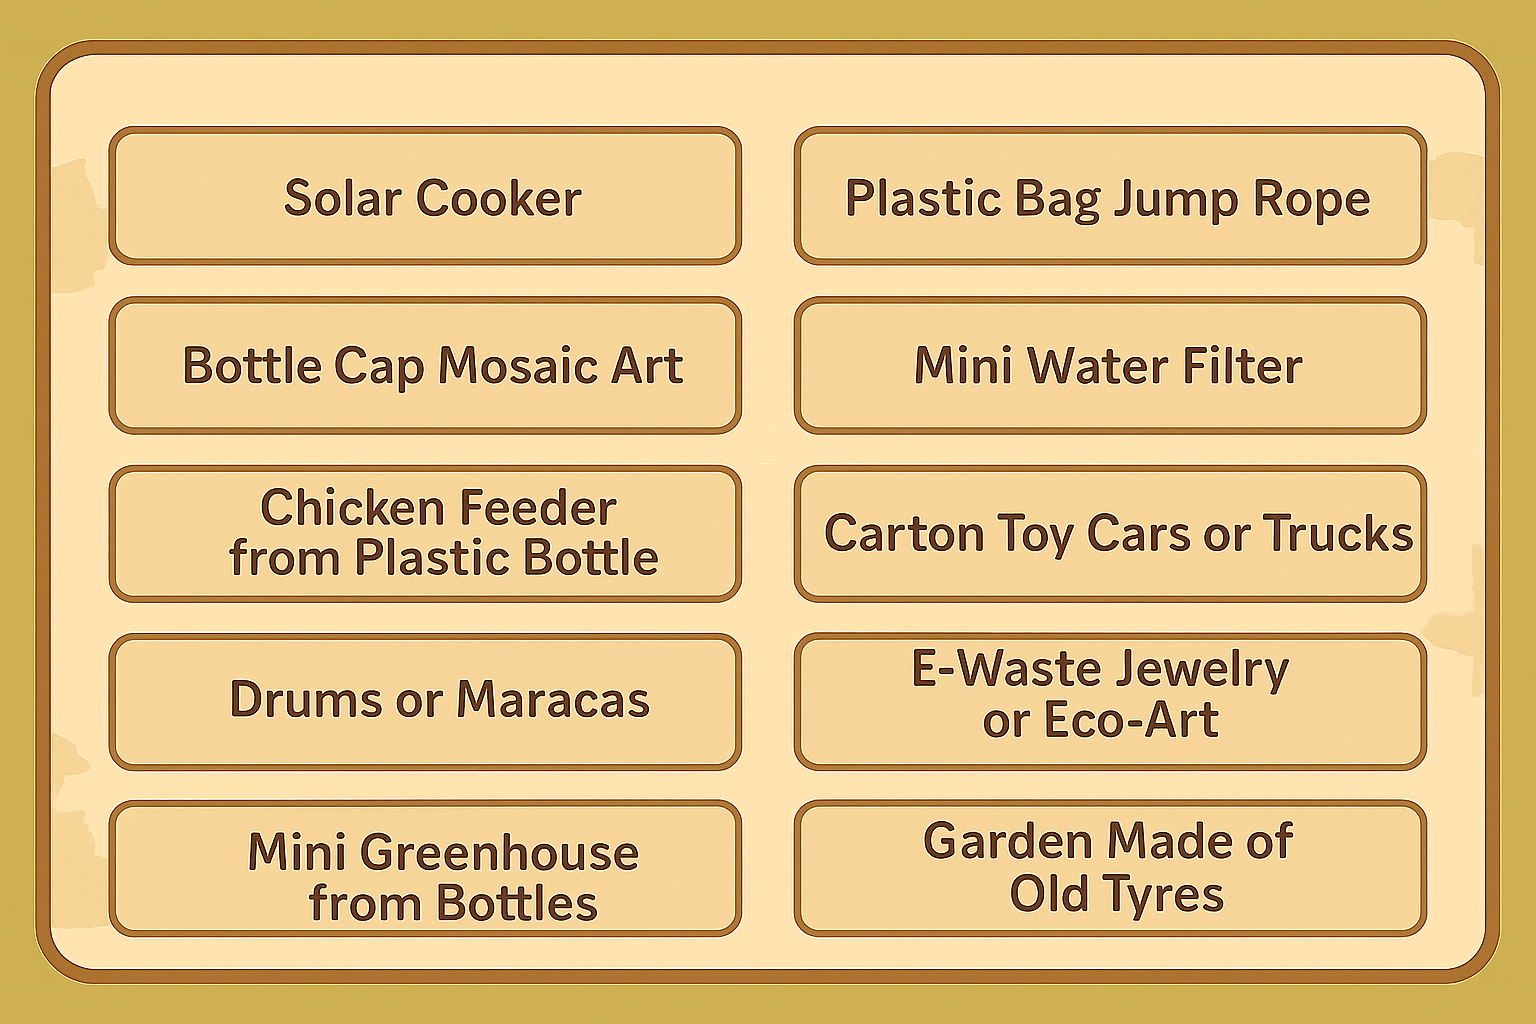 Solar Cooker
Plastic Bag Jump Rope
Bottle Cap Mosaic Art
Mini Water Filter
Chicken Feeder
from Plastic Bottle
Carton Toy Cars or Trucks
Drums or Maracas
E-Waste Jewelry
or Eco-Art
Mini Greenhouse
from Bottles
Garden Made of
Old Tyres